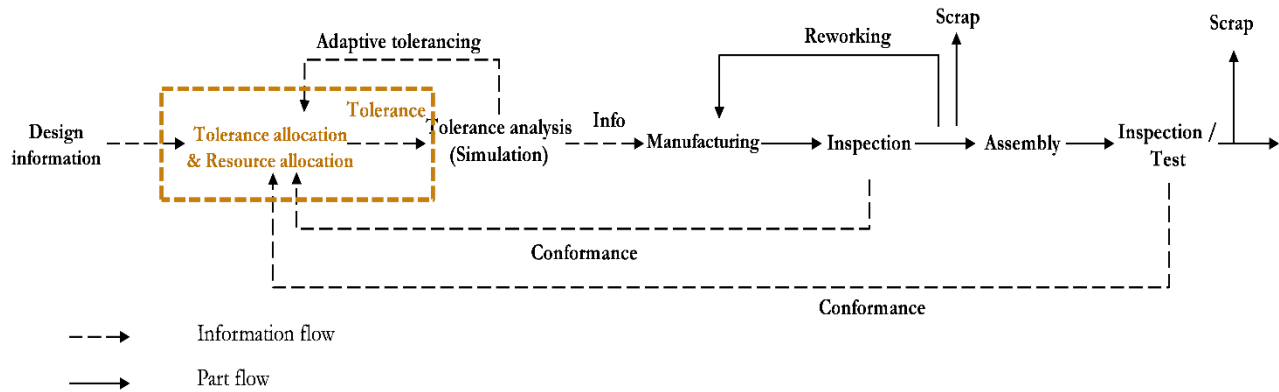 Scrap
Scrap
Adaptive tolerancing
Reworking
Tolerance
Design
information
Tolerance allocation
& Resource allocation
Tolerance analysis
(Simulation)
Info
Manufacturing
Inspection
Assembly
Inspection /
Test
Conformance
Conformance
Information flow
Part flow